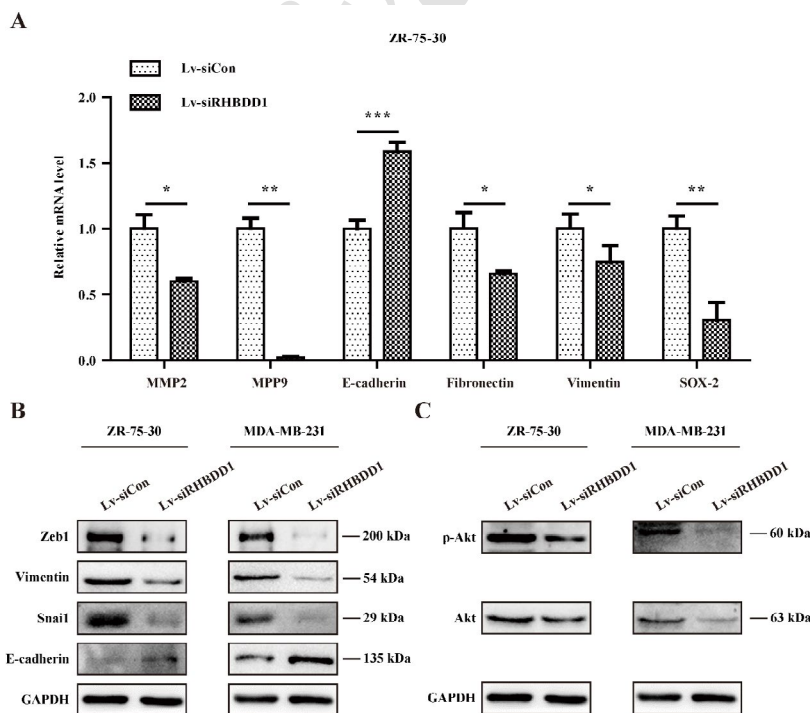 A
ZR-75-30
Lv-siCon
Lv-siRHBDD1
Relative mRNA level
2.0
1.5
1.0
0.5
0.0
* ** *** * * **
MMP2 MPP9 E-cadherin Fibronectin Vimentin SOX-2
B
ZR-75-30 MDA-MB-231
Lv-siCon Lv-siRHBDD1 Lv-siCon Lv-siRHBDD1
Zeb1 200 kDa
Vimentin 54 kDa
Snai1 29 kDa
E-cadherin 135 kDa
GAPDH
C
ZR-75-30 MDA-MB-231
Lv-siCon Lv-siRHBDD1 Lv-siCon Lv-siRHBDD1
p-Akt 60 kDa
Akt 63 kDa
GAPDH